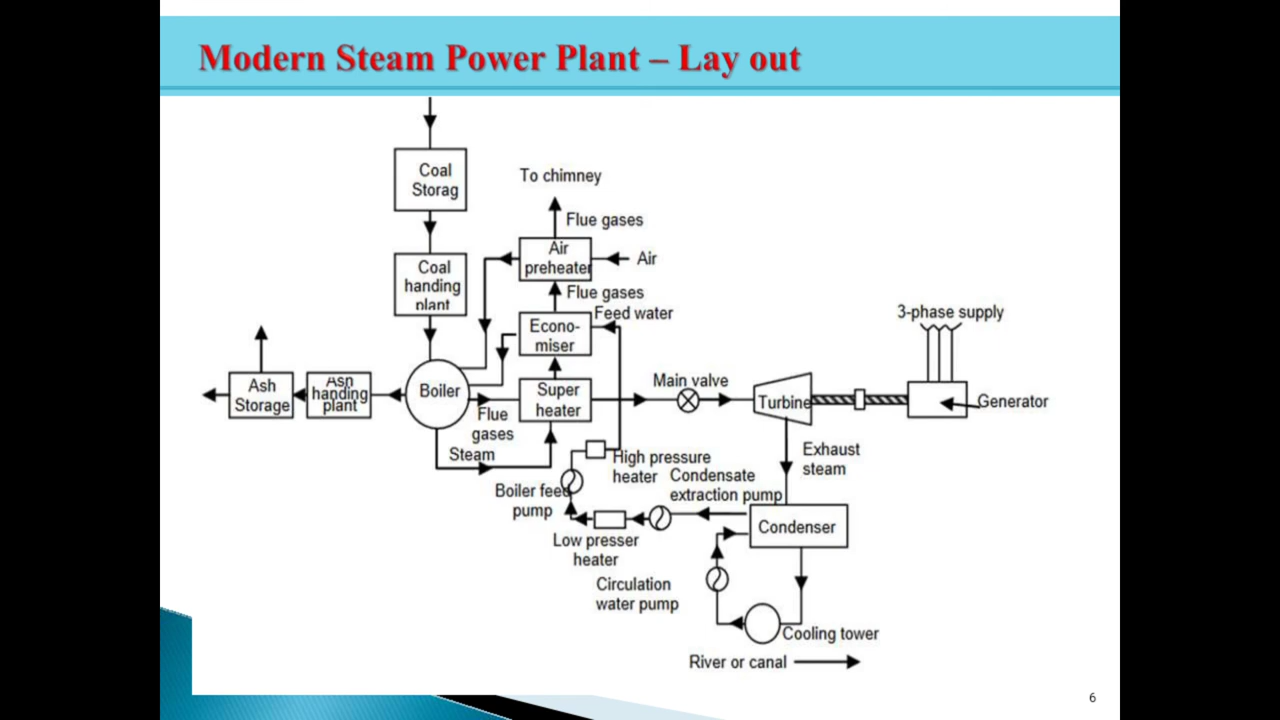 Modern Steam Power Plant – Lay out
Coal
Storag
To chimney
Flue gases
Coal
handing
plant
Air
preheater
Air
Flue gases
Feed water
Econo-
miser
3-phase supply
Ash
Storage
Asn
handing
plant
Boiler
Super
heater
Flue
gases
Steam
Main valve
Turbine
Generator
Exhaust
steam
High pressure
heater
Condensate
extraction pump
Boiler feed
pump
Low presser
heater
Condenser
Circulation
water pump
Cooling tower
River or canal
6